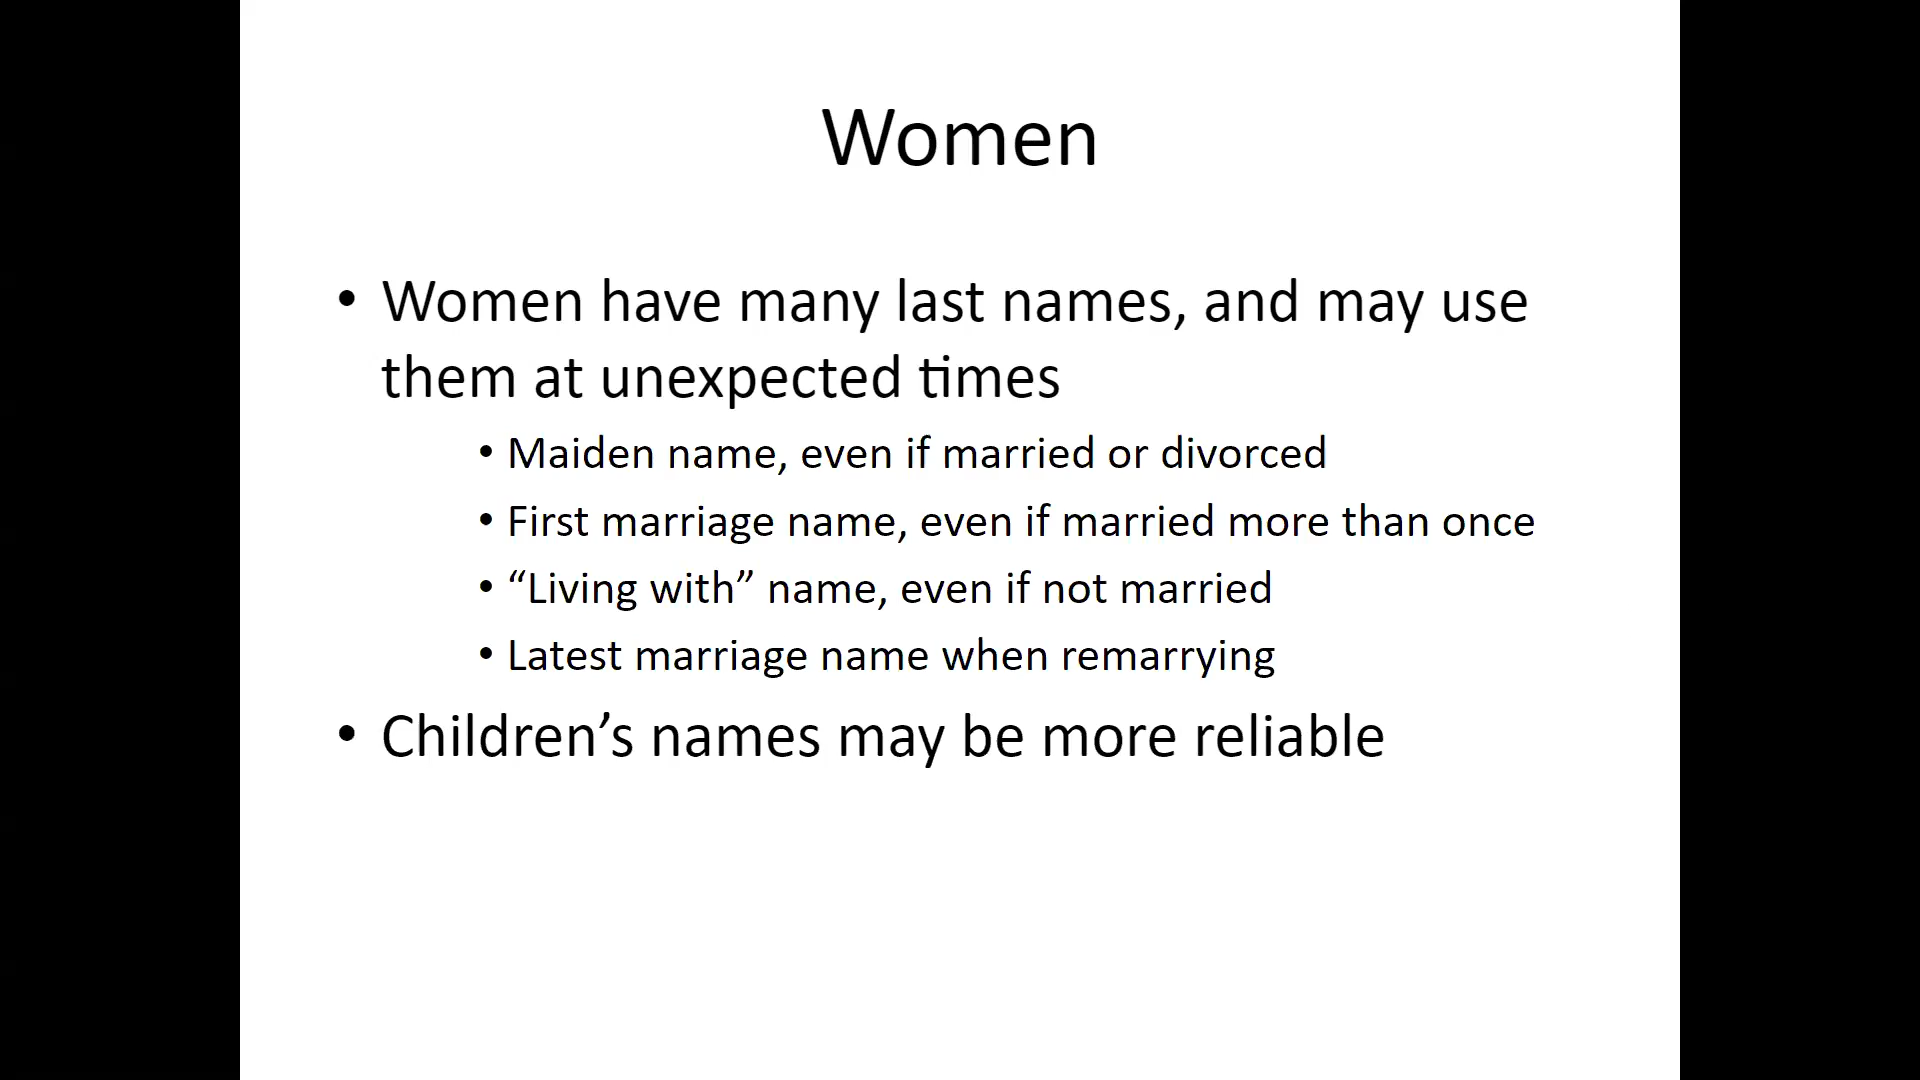 Women
• Women have many last names, and may use
them at unexpected times
• Maiden name, even if married or divorced
• First marriage name, even if married more than once
• “Living with” name, even if not married
• Latest marriage name when remarrying
• Children’s names may be more reliable